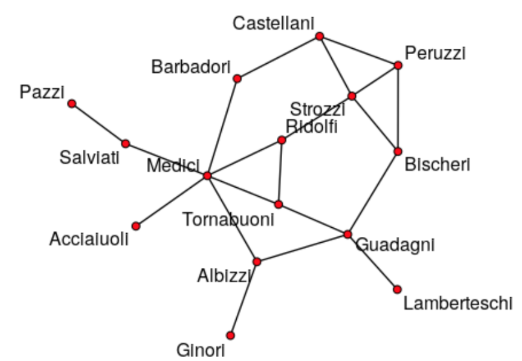 Castellani
Peruzzi
Barbadori
Pazzi
Strozzi
Ridolfi
Salviati
Medici
Bischeri
Tornabuoni
Acciaiuoli
Guadagni
Albizzi
Lamberteschi
Ginori